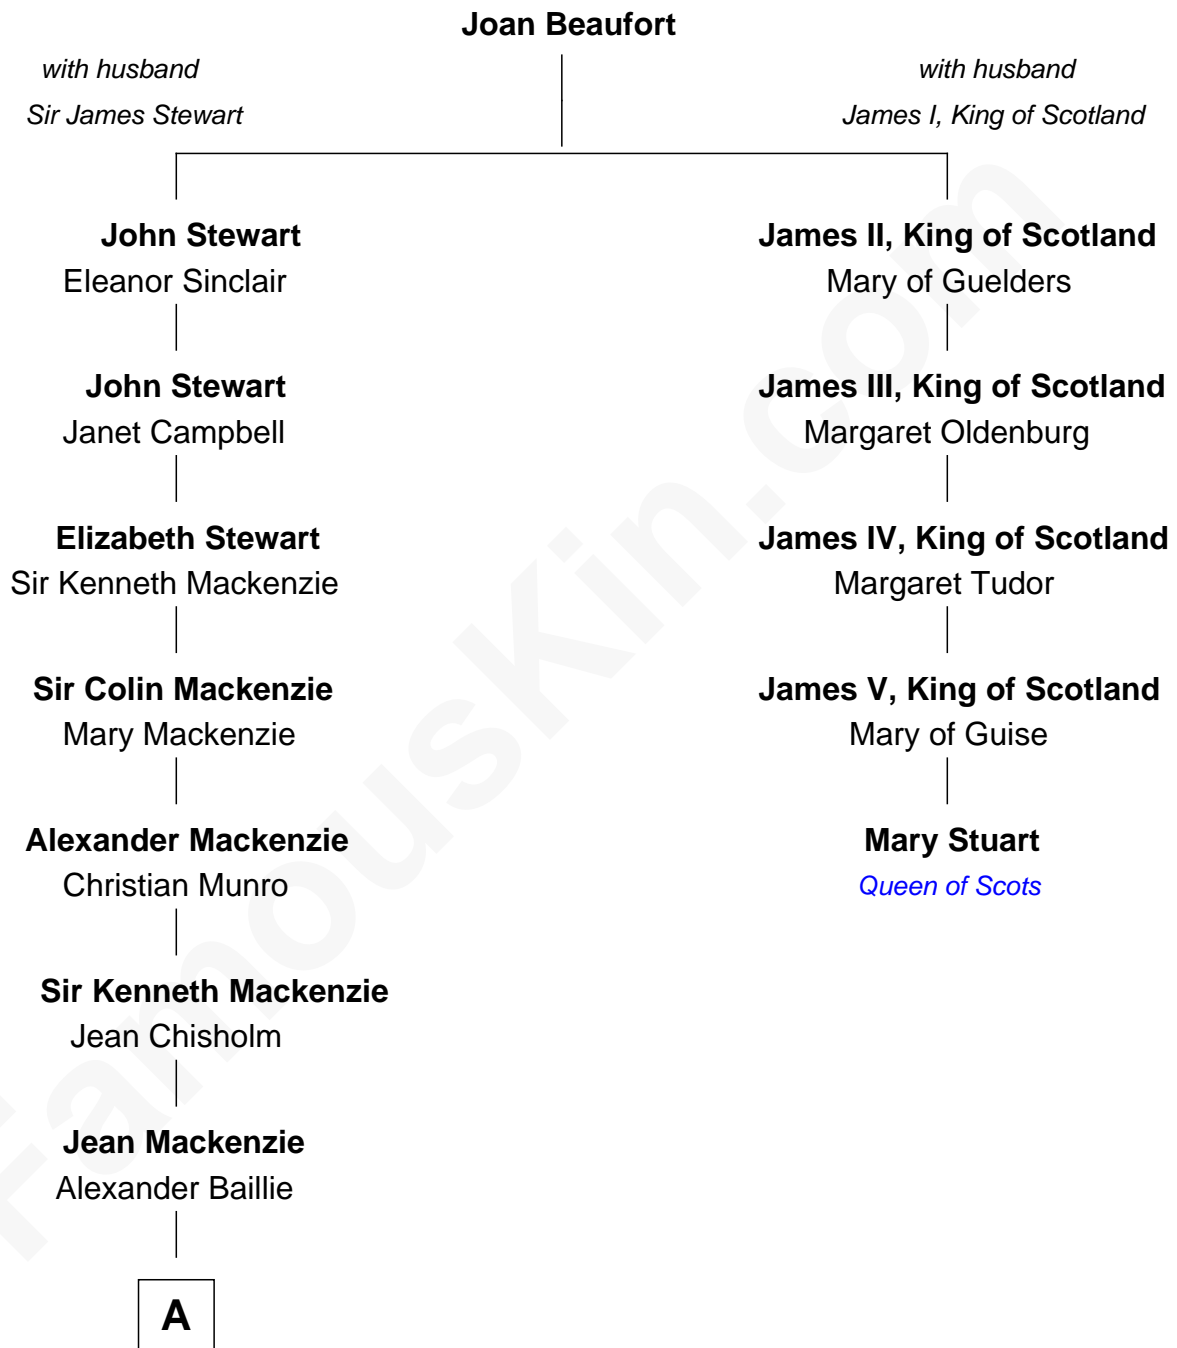 Joan Beaufort
with husband
Sir James Stewart
with husband
James I, King of Scotland
John Stewart
Eleanor Sinclair
James II, King of Scotland
Mary of Guelders
John Stewart
Janet Campbell
James III, King of Scotland
Margaret Oldenburg
Elizabeth Stewart
Sir Kenneth Mackenzie
James IV, King of Scotland
Margaret Tudor
Sir Colin Mackenzie
Mary Mackenzie
James V, King of Scotland
Mary of Guise
Alexander Mackenzie
Christian Munro
Mary Stuart
Queen of Scots
Sir Kenneth Mackenzie
Jean Chisholm
Jean Mackenzie
Alexander Baillie
A
FamousKin.com